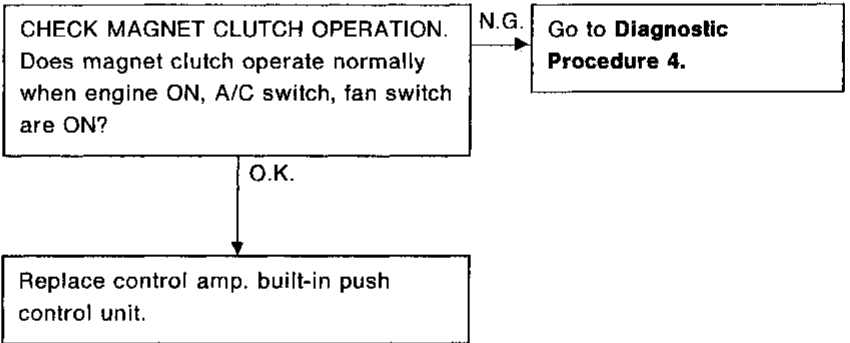 CHECK MAGNET CLUTCH OPERATION.
Does magnet clutch operate normally
when engine ON, A/C switch, fan switch
are ON?
N.G.
Go to Diagnostic
Procedure 4.
O.K.
Replace control amp. built-in push
control unit.